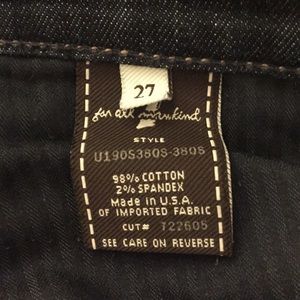 27
7
for all mankind
STYLE
U190S380S-380S
98% COTTON
2% SPANDEX
Made in U.S.A.
OF IMPORTED FABRIC
CUT# 722605
SEE CARE ON REVERSE